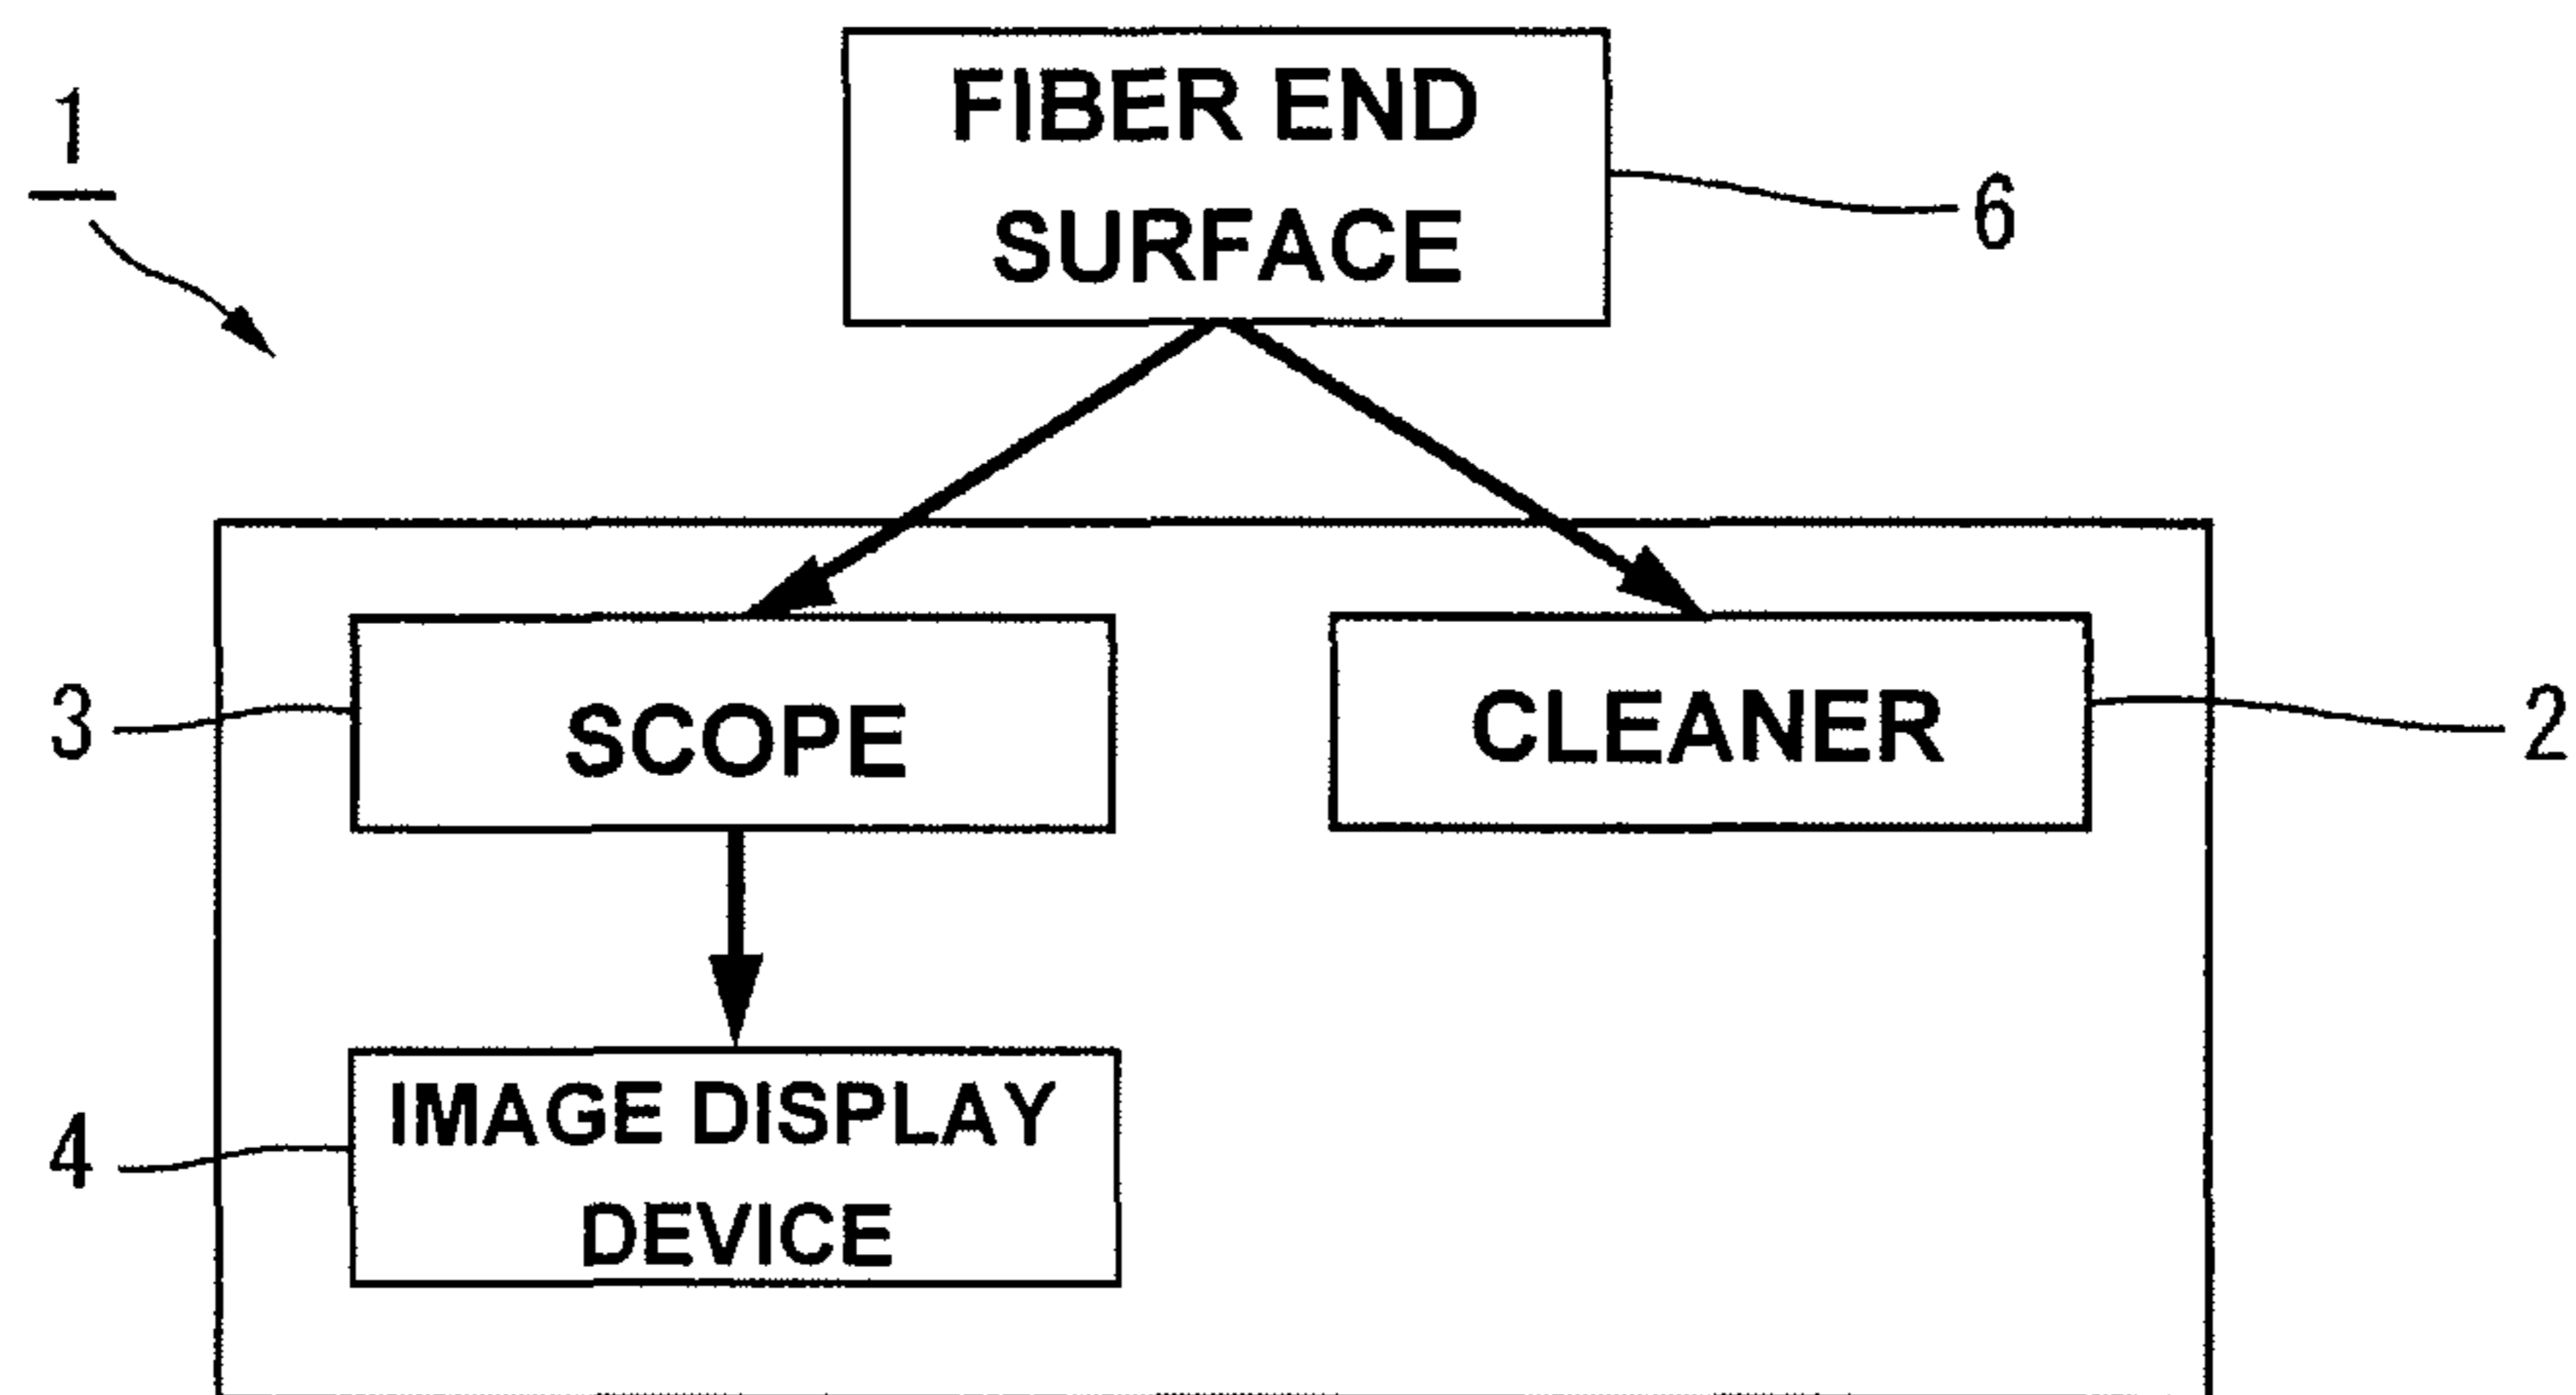 1
FIBER END
SURFACE
6
3
SCOPE
CLEANER
2
4
IMAGE DISPLAY
DEVICE